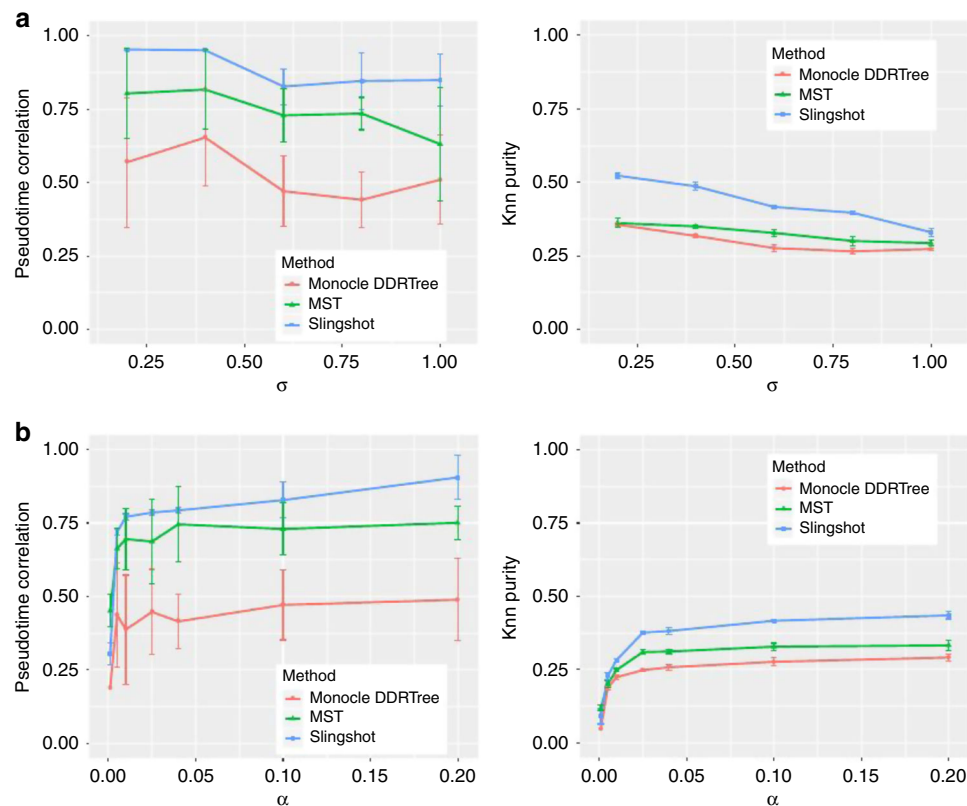 a
Pseudotime correlation
1.00
0.75
0.50
0.25
0.00
Method
Monocle DDRTree
MST
Slingshot
0.25
0.50
0.75
1.00
σ
Knn purity
1.00
0.75
0.50
0.25
0.00
Method
Monocle DDRTree
MST
Slingshot
0.25
0.50
0.75
1.00
σ
b
Pseudotime correlation
1.00
0.75
0.50
0.25
0.00
Method
Monocle DDRTree
MST
Slingshot
0.00
0.05
0.10
0.15
0.20
α
Knn purity
1.00
0.75
0.50
0.25
0.00
Method
Monocle DDRTree
MST
Slingshot
0.00
0.05
0.10
0.15
0.20
α